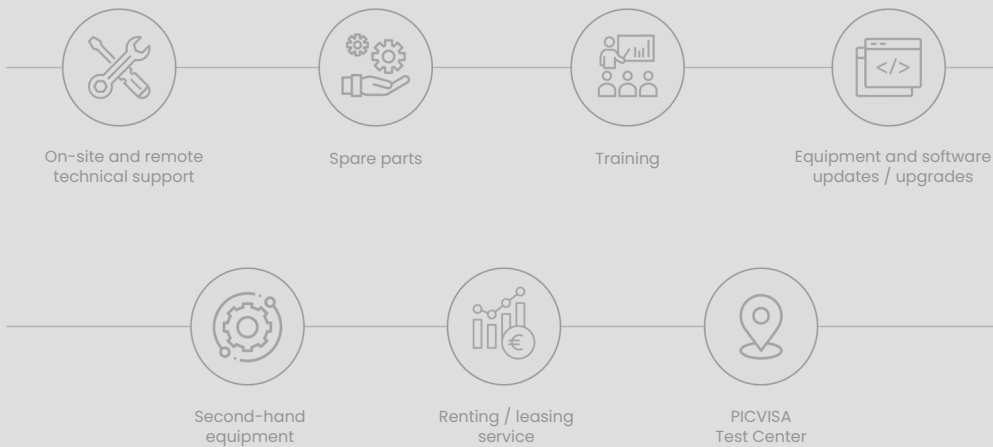 On-site and remote
technical support
Spare parts
Training
Equipment and software
updates / upgrades
</>
€
Second-hand
equipment
Renting / leasing
service
PICVISA
Test Center